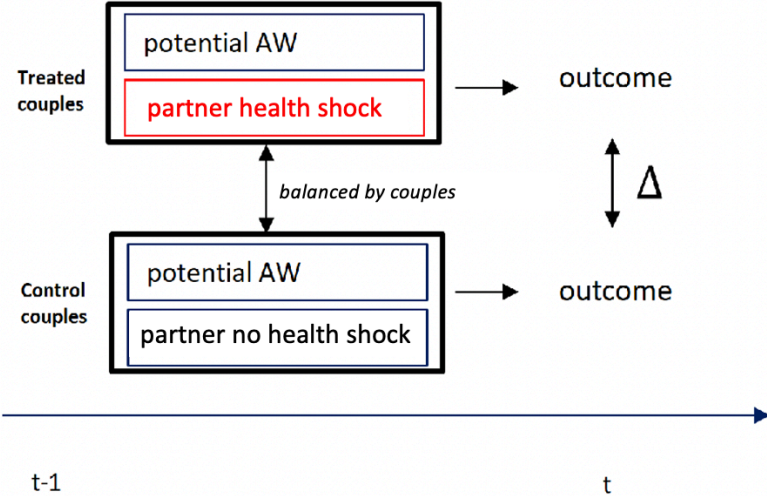 potential AW
Treated
couples
partner health shock
outcome
balanced by couples
Δ
potential AW
Control
couples
partner no health shock
outcome
t-1
t